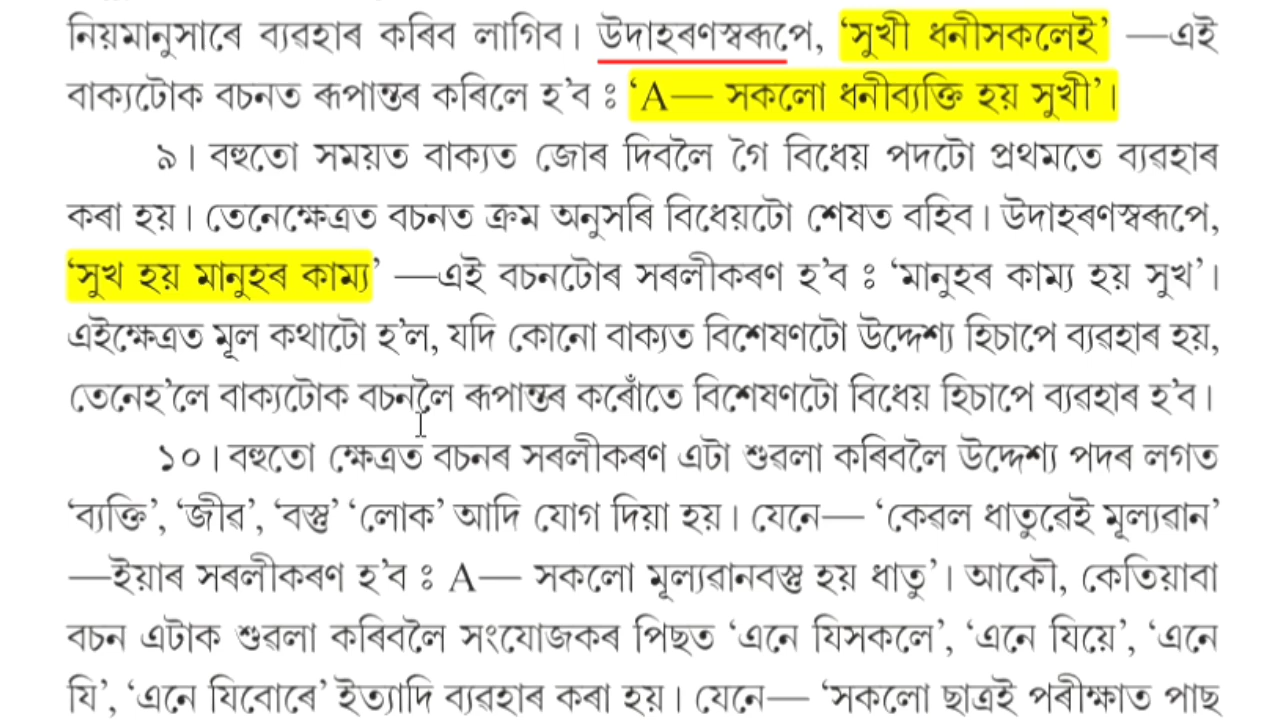 নিয়মানুসাৰে ব্যৱহাৰ কৰিব লাগিব। উদাহৰণস্বৰূপে, ‘সুখী ধনীসকলেই’ —এই
বাক্যটোক বচনত ৰূপান্তৰ কৰিলে হ’ব ঃ ‘A— সকলো ধনীব্যক্তি হয় সুখী’।
৯। বহুতো সময়ত বাক্যত জোৰ দিবলৈ গৈ বিধেয় পদটো প্ৰথমতে ব্যৱহাৰ
কৰা হয়। তেনেক্ষেত্ৰত বচনত ক্ৰম অনুসৰি বিধেয়টো শেষত বহিব। উদাহৰণস্বৰূপে,
‘সুখ হয় মানুহৰ কাম্য’ —এই বচনটোৰ সৰলীকৰণ হ’ব ঃ ‘মানুহৰ কাম্য হয় সুখ’।
এইক্ষেত্ৰত মূল কথাটো হ’ল, যদি কোনো বাক্যত বিশেষণটো উদ্দেশ্য হিচাপে ব্যৱহাৰ হয়,
তেনেহ’লে বাক্যটোক বচনলৈ ৰূপান্তৰ কৰোঁতে বিশেষণটো বিধেয় হিচাপে ব্যৱহাৰ হ’ব।
১০। বহুতো ক্ষেত্ৰত বচনৰ সৰলীকৰণ এটা শুৱলা কৰিবলৈ উদ্দেশ্য পদৰ লগত
‘ব্যক্তি’, ‘জীৱ’, ‘বস্তু’ ‘লোক’ আদি যোগ দিয়া হয়। যেনে— ‘কেৱল ধাতুৱেই মূল্যৱান’
—ইয়াৰ সৰলীকৰণ হ’ব ঃ A— সকলো মূল্যৱানবস্তু হয় ধাতু’। আকৌ, কেতিয়াবা
বচন এটাক শুৱলা কৰিবলৈ সংযোজকৰ পিছত ‘এনে যিসকলে’, ‘এনে যিয়ে’, ‘এনে
যি’, ‘এনে যিবোৰে’ ইত্যাদি ব্যৱহাৰ কৰা হয়। যেনে— ‘সকলো ছাত্ৰই পৰীক্ষাত পাছ